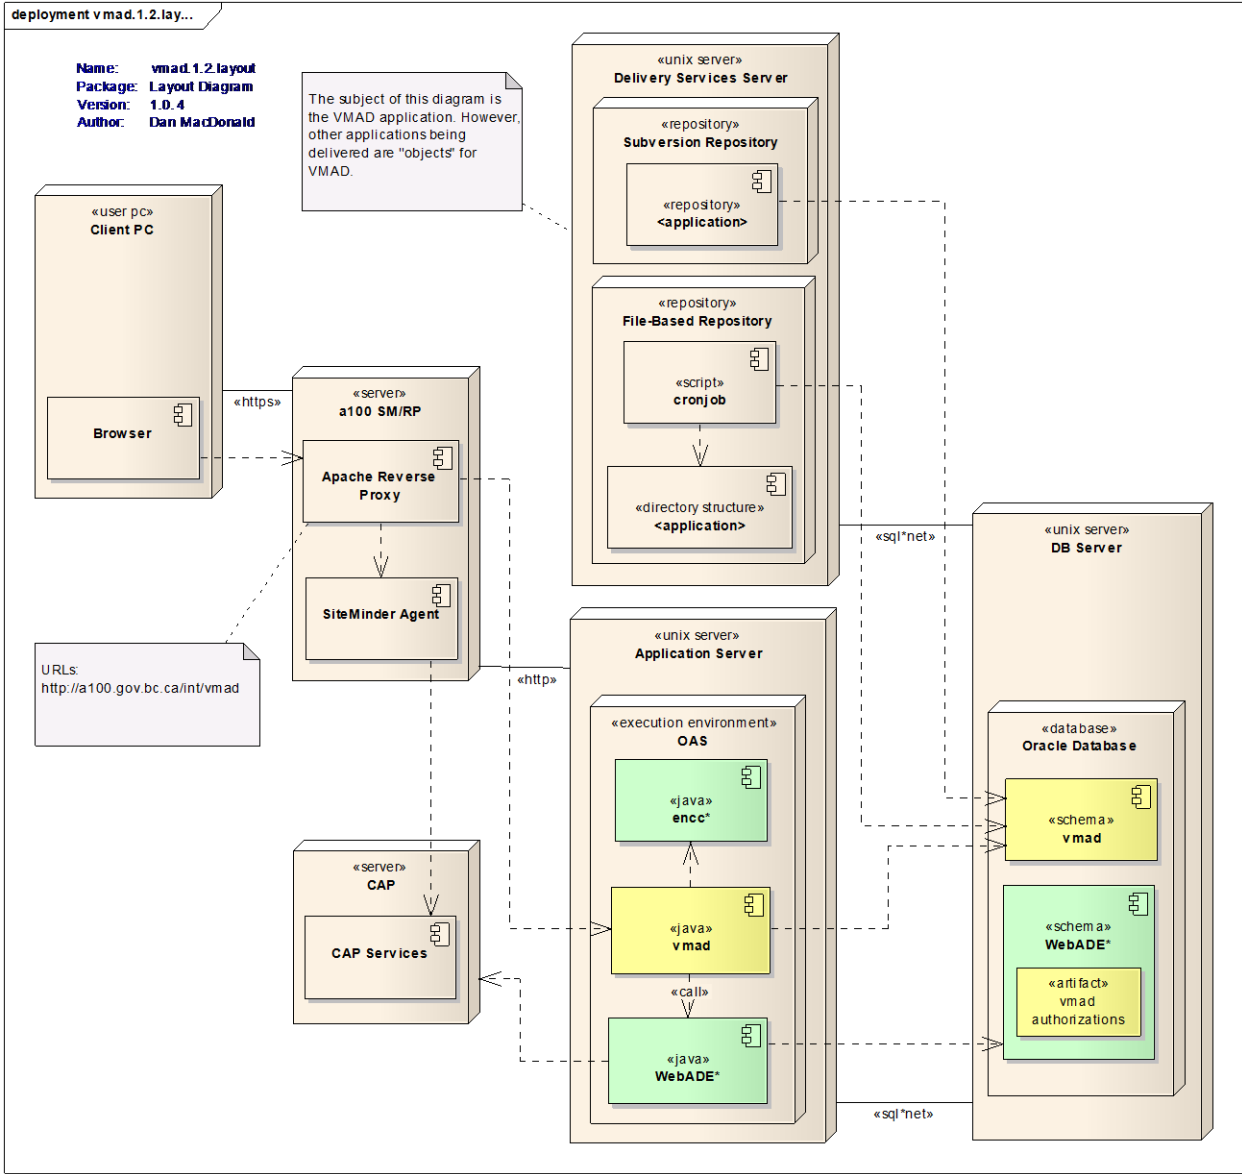 deployment vmad.1.2.lay...
Name: vmad.1.2.layout
Package: Layout Diagram
Version: 1.0.4
Author: Dan MacDonald
The subject of this diagram is
the VMAD application. However,
other applications being
delivered are "objects" for
VMAD.
«unix server»
Delivery Services Server
«repository»
Subversion Repository
«repository»
<application>
«repository»
File-Based Repository
«script»
cronjob
«directory structure»
<application>
«user pc»
Client PC
Browser
«https»
«server»
a100 SM/RP
Apache Reverse
Proxy
SiteMinder Agent
URLs:
http://a100.gov.bc.ca/int/vmad
«http»
«sql*net»
«unix server»
Application Server
«execution environment»
OAS
«java»
encc*
«java»
vmad
«call»
«java»
WebADE*
«server»
CAP
CAP Services
«unix server»
DB Server
«database»
Oracle Database
«schema»
vmad
«schema»
WebADE*
«artifact»
vmad
authorizations
«sql*net»